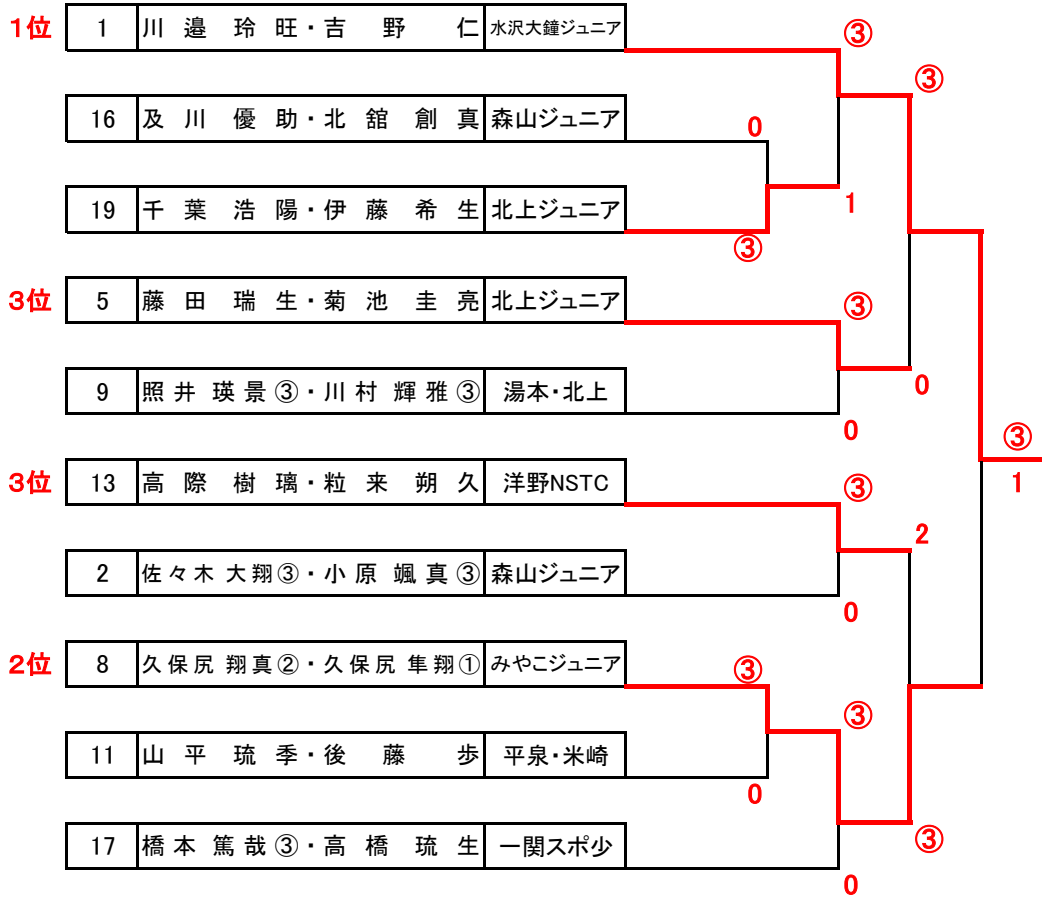 1位 1 川邉玲旺・吉野仁 水沢大鐘ジュニア
③
③
16 及川優助・北舘創真 森山ジュニア
0
19 千葉浩陽・伊藤希生 北上ジュニア
1
③
3位 5 藤田瑞生・菊池圭亮 北上ジュニア
③
9 照井瑛景③・川村輝雅③ 湯本・北上
0
0
③
1
3位 13 高際樹璃・粒来朔久 洋野NSTC
③
2
2 佐々木大翔③・小原颯真③ 森山ジュニア
0
2位 8 久保尻翔真②・久保尻隼翔① みやこジュニア
③
③
11 山平琉季・後藤歩 平泉・米崎
0
17 橋本篤哉③・高橋琉生 一関スポ少
③
0